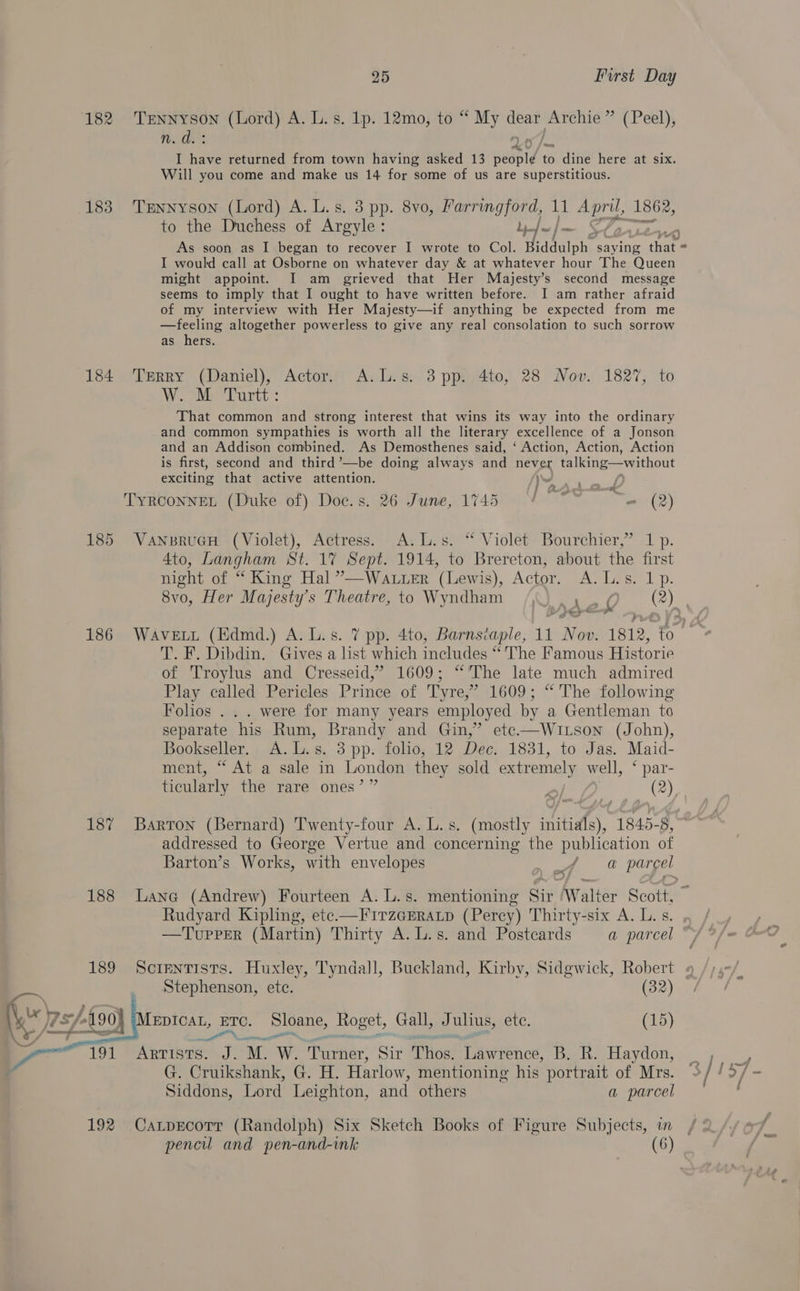 25 First Day
182 TENNYSON (Lord) A. L. s. 1p. 12mo, to “ My dear Archie ” (Peel),
n. d. :
I have returned from town having asked 13 people to dine here at six.
Will you come and make us 14 for some of us are superstitious.
183 TENNYSON (Lord) A. L. s. 3 pp. 8vo, Farringford, 11 April, 1862,
to the Duchess of Argyle :
As soon as I began to recover I wrote to Col. Biddulph saying that
I would call at Osborne on whatever day & at whatever hour The Queen
might appoint. I am grieved that Her Majesty’s second message
seems to imply that I ought to have written before. I am rather afraid
of my interview with Her Majesty—if anything be expected from me
—feeling altogether powerless to give any real consolation to such sorrow
as hers.
184 TERRY (Daniel), Actor. A. L. s. 3 pp. 4to, 28 Nov. 1827, to
W. M Turtt :
That common and strong interest that wins its way into the ordinary
and common sympathies is worth all the literary excellence of a Jonson
and an Addison combined. As Demosthenes said, ‘ Action, Action, Action
is first, second and third ’—be doing always and never talking—without
exciting that active attention.
TYRCONNEL (Duke of) Doc. s. 26 June, 1745 (2)
185 VANBRUGH (Violet), Actress. A. L. s. “ Violet Bourchier,” 1 p.
4to, Langham St. 17 Sept. 1914, to Brereton, about the first
night of “ King Hal ”—WALLER (Lewis), Actor. A. L. s. 1 p.
8vo, Her Majesty’s Theatre, to Wyndham (2)
186 WAVELL (Edmd.) A. L. s. 7 pp. 4to, Barnstaple, 11 Nov. 1812, to
T. F. Dibdin. Gives a list which includes “ The Famous Historie
of Troylus and Cresseid,” 1609; “ The late much admired
Play called Pericles Prince of Tyre,” 1609; “ The following
Folios . . . were for many years employed by a Gentleman to
separate his Rum, Brandy and Gin,” etc.—WILSON (John),
Bookseller. A. L. s. 3 pp. folio, 12 Dec. 1831, to Jas. Maid-
ment, “ At a sale in London they sold extremely well, ‘ par-
ticularly the rare ones ’ ” (2)
187 BARTON (Bernard) Twenty-four A. L. s. (mostly initials), 1845-8,
addressed to George Vertue and concerning the publication of
Barton’s Works, with envelopes a parcel
188 LANG (Andrew) Fourteen A. L. s. mentioning Sir Walter Scott,
Rudyard Kipling, etc.—FITZGERALD (Percy) Thirty-six A. L. s.
—TUPPER (Martin) Thirty A. L. s. and Postcards a parcel
189 SCIENTISTS. Huxley, Tyndall, Buckland, Kirby, Sidgwick, Robert
Stephenson, etc. (32)
190 MEDICAL, ETC. Sloane, Roget, Gall, Julius, etc. (15)
191 ARTISTS. J. M. W. Turner, Sir Thos. Lawrence, B. R. Haydon,
G. Cruikshank, G. H. Harlow, mentioning his portrait of Mrs.
Siddons, Lord Leighton, and others a parcel
192 CALDECOTT (Randolph) Six Sketch Books of Figure Subjects, in
pencil and pen-and-ink (6)